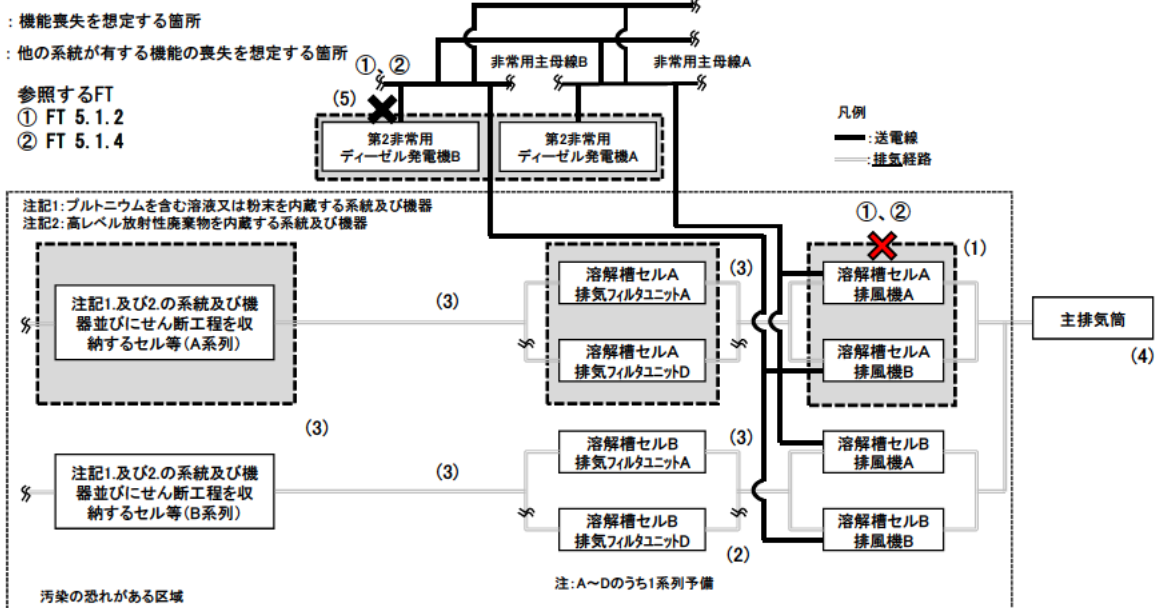 ：機能喪失を想定する箇所
：他の系統が有する機能の喪失を想定する箇所
参照するFT
① FT 5.1.2
② FT 5.1.4
①、②
非常用主母線B
非常用主母線A
(5)
第2非常用
ディーゼル発電機B
第2非常用
ディーゼル発電機A
凡例
：送電線
：排気経路
注記1：プルトニウムを含む溶液又は粉末を内蔵する系統及び機器
注記2：高レベル放射性廃棄物を内蔵する系統及び機器
①、②
(1)
注記1.及び2.の系統及び機
器並びにせん断工程を収
納するセル等(A系列)
(3)
溶解槽セルA
排気フィルタユニットA
(3)
溶解槽セルA
排風機A
溶解槽セルA
排気フィルタユニットD
溶解槽セルA
排風機B
主排気筒
(4)
(3)
注記1.及び2.の系統及び機
器並びにせん断工程を収
納するセル等(B系列)
(3)
溶解槽セルB
排気フィルタユニットA
(3)
溶解槽セルB
排風機A
溶解槽セルB
排気フィルタユニットD
(2)
溶解槽セルB
排風機B
注：A～Dのうち1系列予備
汚染の恐れがある区域